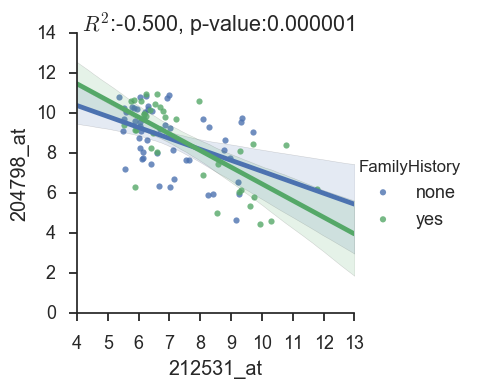 R²:-0.500, p-value:0.000001
14
12
10
8
6
4
2
0
204798_at
4 5 6 7 8 9 10 11 12 13
212531_at
FamilyHistory
none
yes